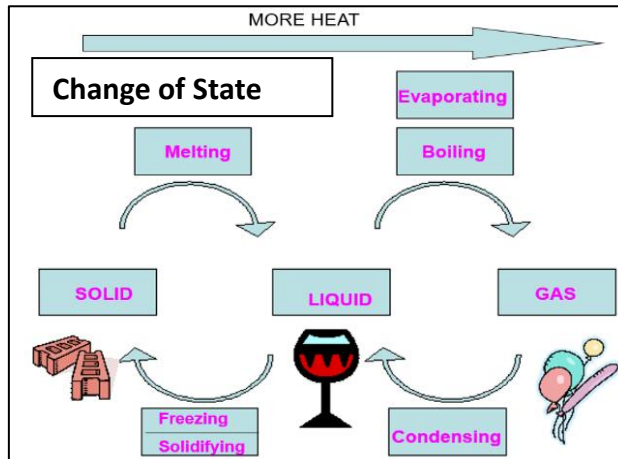 MORE HEAT
Change of State
Evaporating
Melting
Boiling
SOLID
LIQUID
GAS
Freezing
Solidifying
Condensing